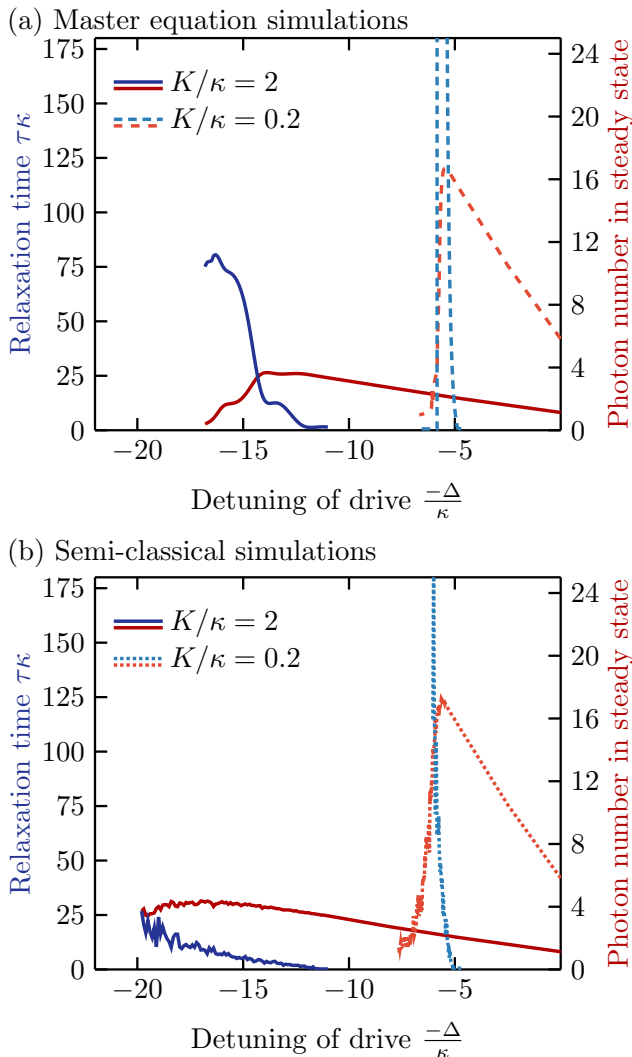 (a) Master equation simulations
Relaxation time τκ
175
150
125
100
75
50
25
0
K/κ = 2
K/κ = 0.2
24
20
16
12
8
4
0
Photon number in steady state
−20 −15 −10 −5
Detuning of drive −Δ/κ
(b) Semi-classical simulations
Relaxation time τκ
175
150
125
100
75
50
25
0
K/κ = 2
K/κ = 0.2
24
20
16
12
8
4
0
Photon number in steady state
−20 −15 −10 −5
Detuning of drive −Δ/κ